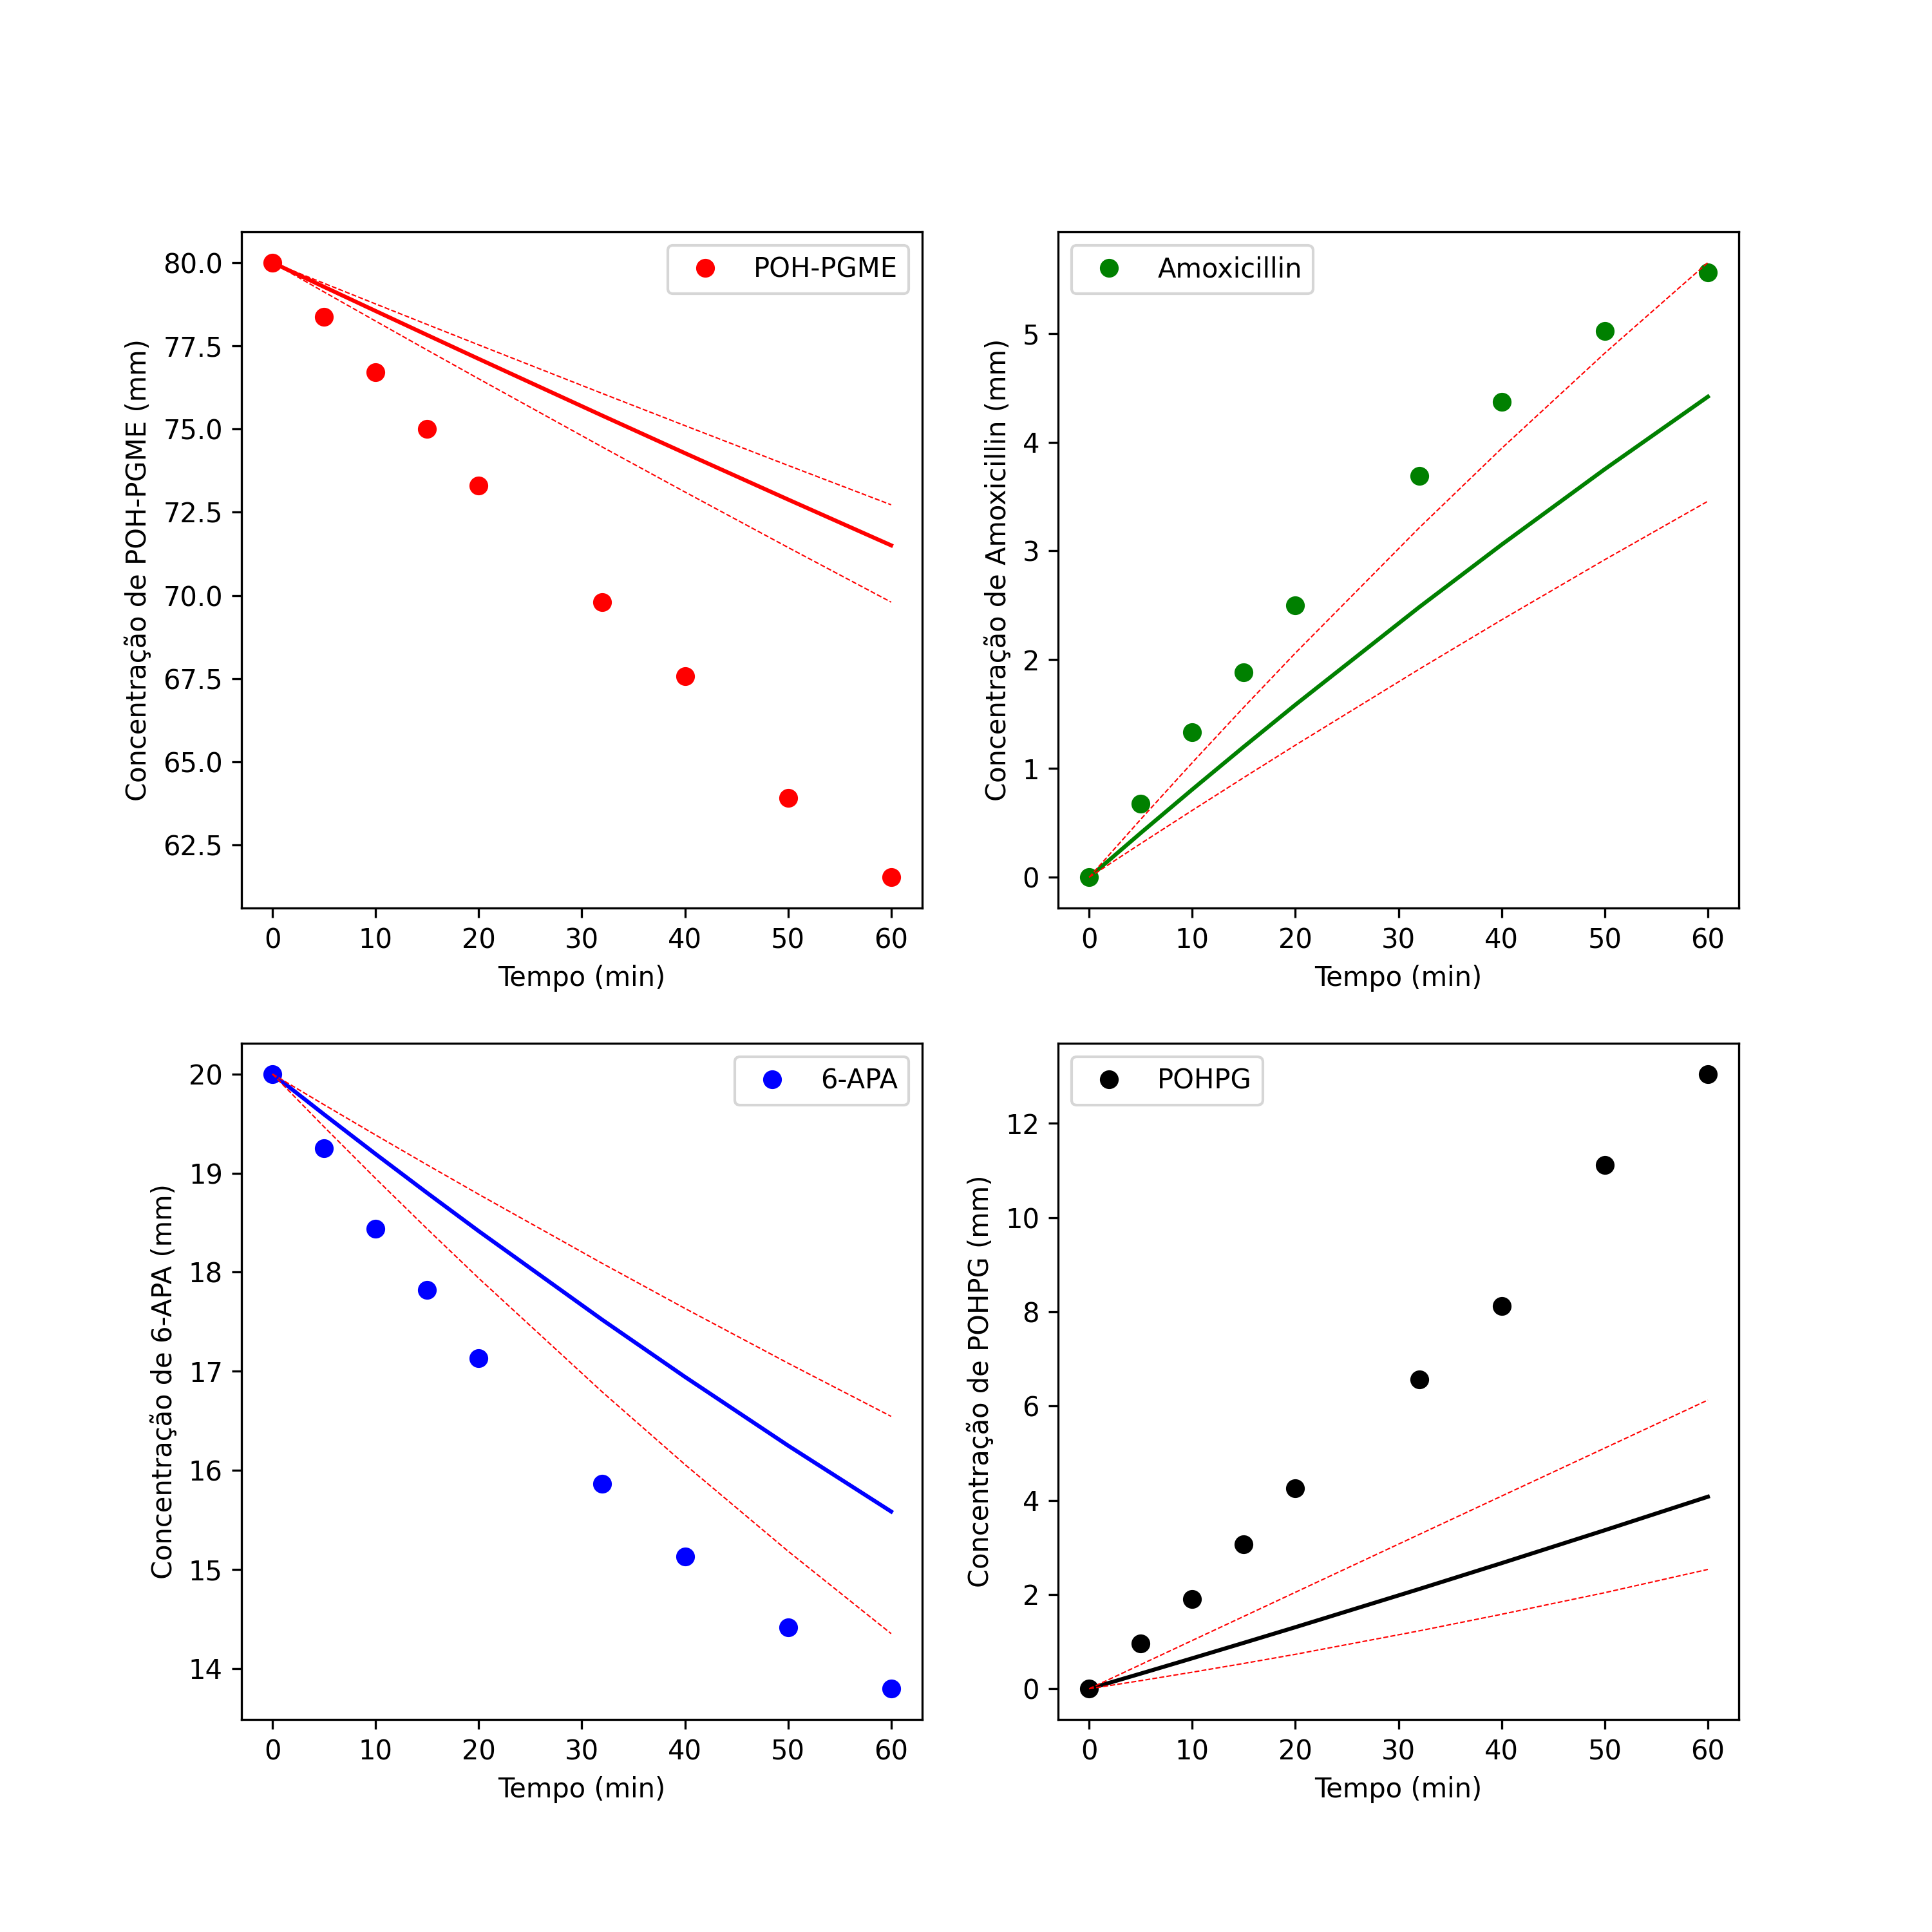 POH-PGME
80.0
77.5
75.0
72.5
70.0
67.5
65.0
62.5
Concentração de POH-PGME (mm)
0 10 20 30 40 50 60
Tempo (min)
Amoxicillin
5
4
3
2
1
0
Concentração de Amoxicillin (mm)
0 10 20 30 40 50 60
Tempo (min)
6-APA
20
19
18
17
16
15
14
Concentração de 6-APA (mm)
0 10 20 30 40 50 60
Tempo (min)
POHPG
12
10
8
6
4
2
0
Concentração de POHPG (mm)
0 10 20 30 40 50 60
Tempo (min)